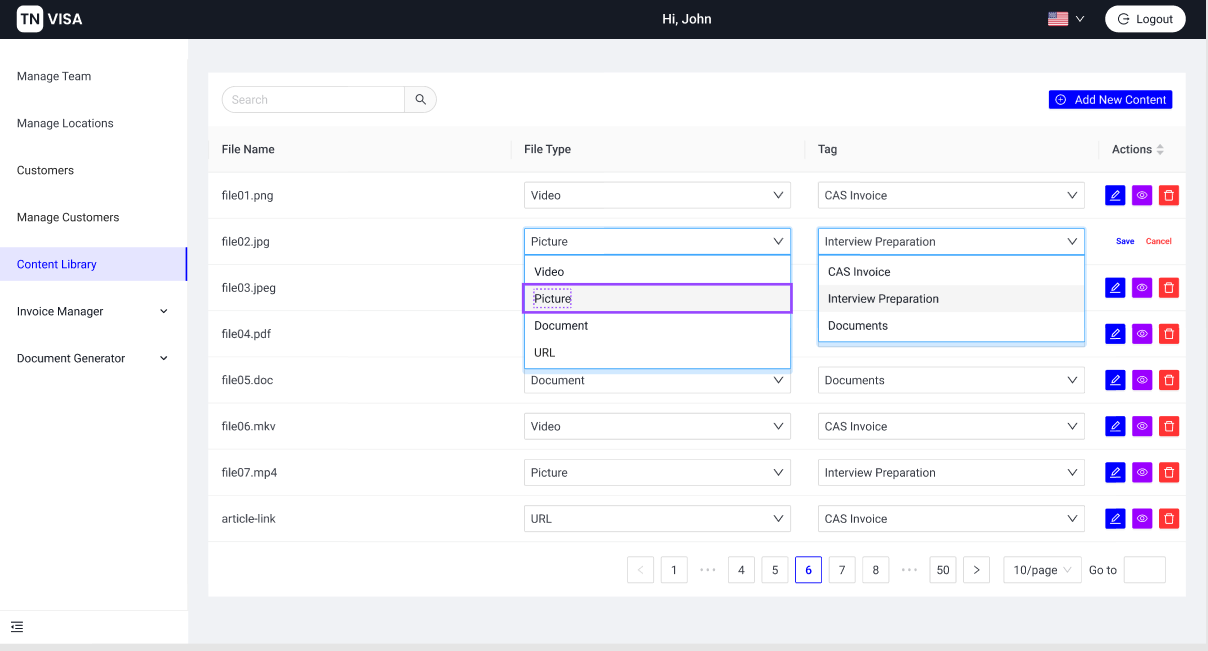 TN VISA
Hi, John
Logout
Manage Team
Manage Locations
Customers
Manage Customers
Content Library
Invoice Manager
Document Generator
Search
Add New Content
File Name File Type Tag Actions
file01.png Video CAS Invoice
file02.jpg Picture Interview Preparation Save Cancel
Video CAS Invoice
file03.jpeg Picture Interview Preparation
Document Documents
file04.pdf
URL
file05.doc Document Documents
file06.mkv Video CAS Invoice
file07.mp4 Picture Interview Preparation
article-link URL CAS Invoice
< 1 ••• 4 5 6 7 8 ••• 50 > 10/page Go to